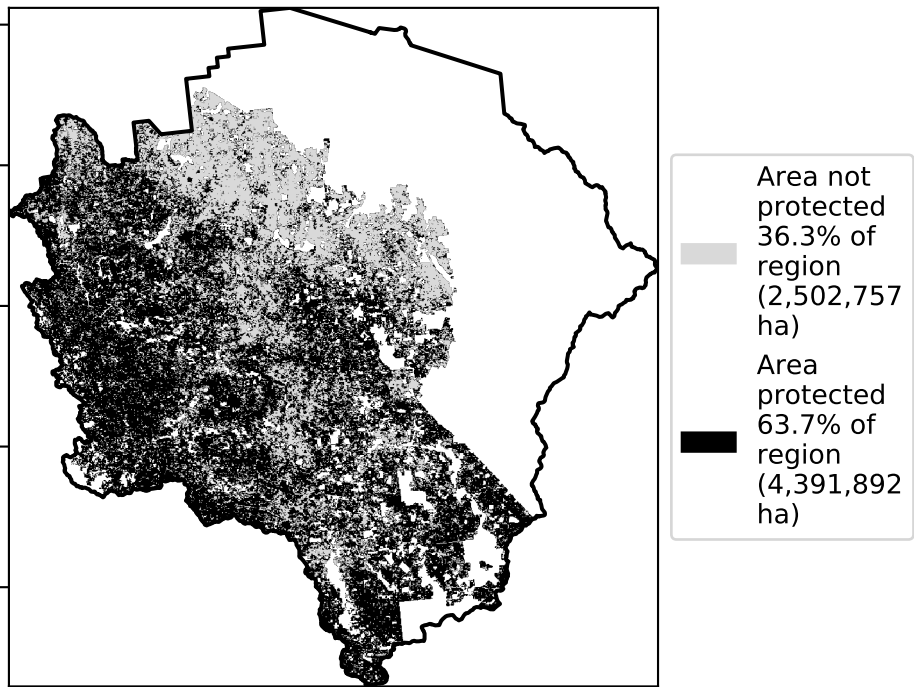 Area not
protected
36.3% of
region
(2,502,757
ha)
Area
protected
63.7% of
region
(4,391,892
ha)